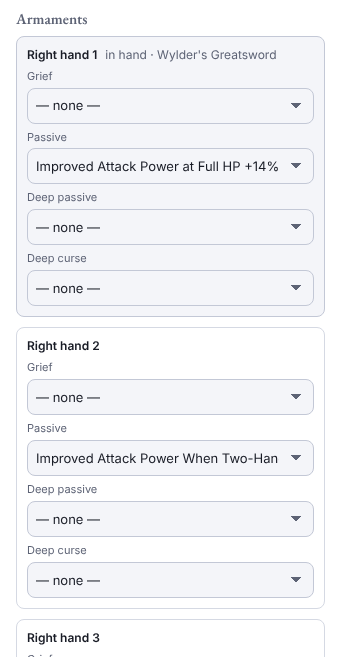 Armaments
Right hand 1 in hand · Wylder's Greatsword
Grief
— none —
Passive
Improved Attack Power at Full HP +14%
Deep passive
— none —
Deep curse
— none —
Right hand 2
Grief
— none —
Passive
Improved Attack Power When Two-Han
Deep passive
— none —
Deep curse
— none —
Right hand 3